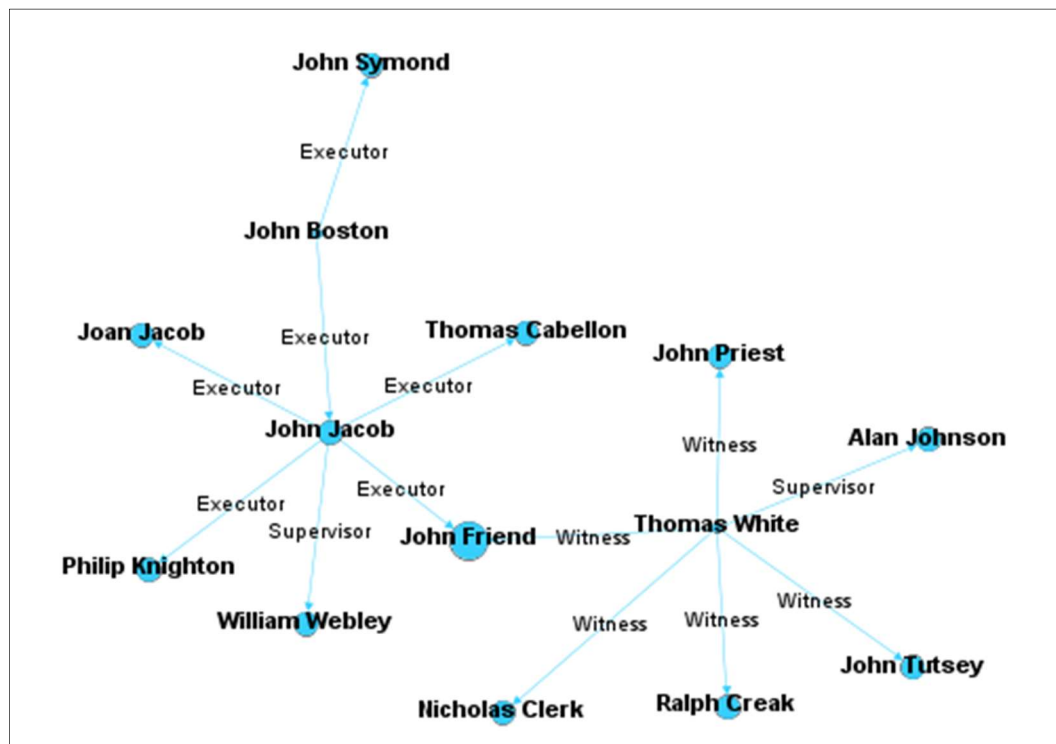 John Symond
Executor
John Boston
Executor
Joan Jacob
Thomas Cabellon
John Priest
Executor
Executor
John Jacob
Witness
Alan Johnson
Supervisor
Executor
Executor
Supervisor
John Friend
Witness
Thomas White
Philip Knighton
William Webley
Witness
Witness
Witness
John Tutsey
Nicholas Clerk
Ralph Creak